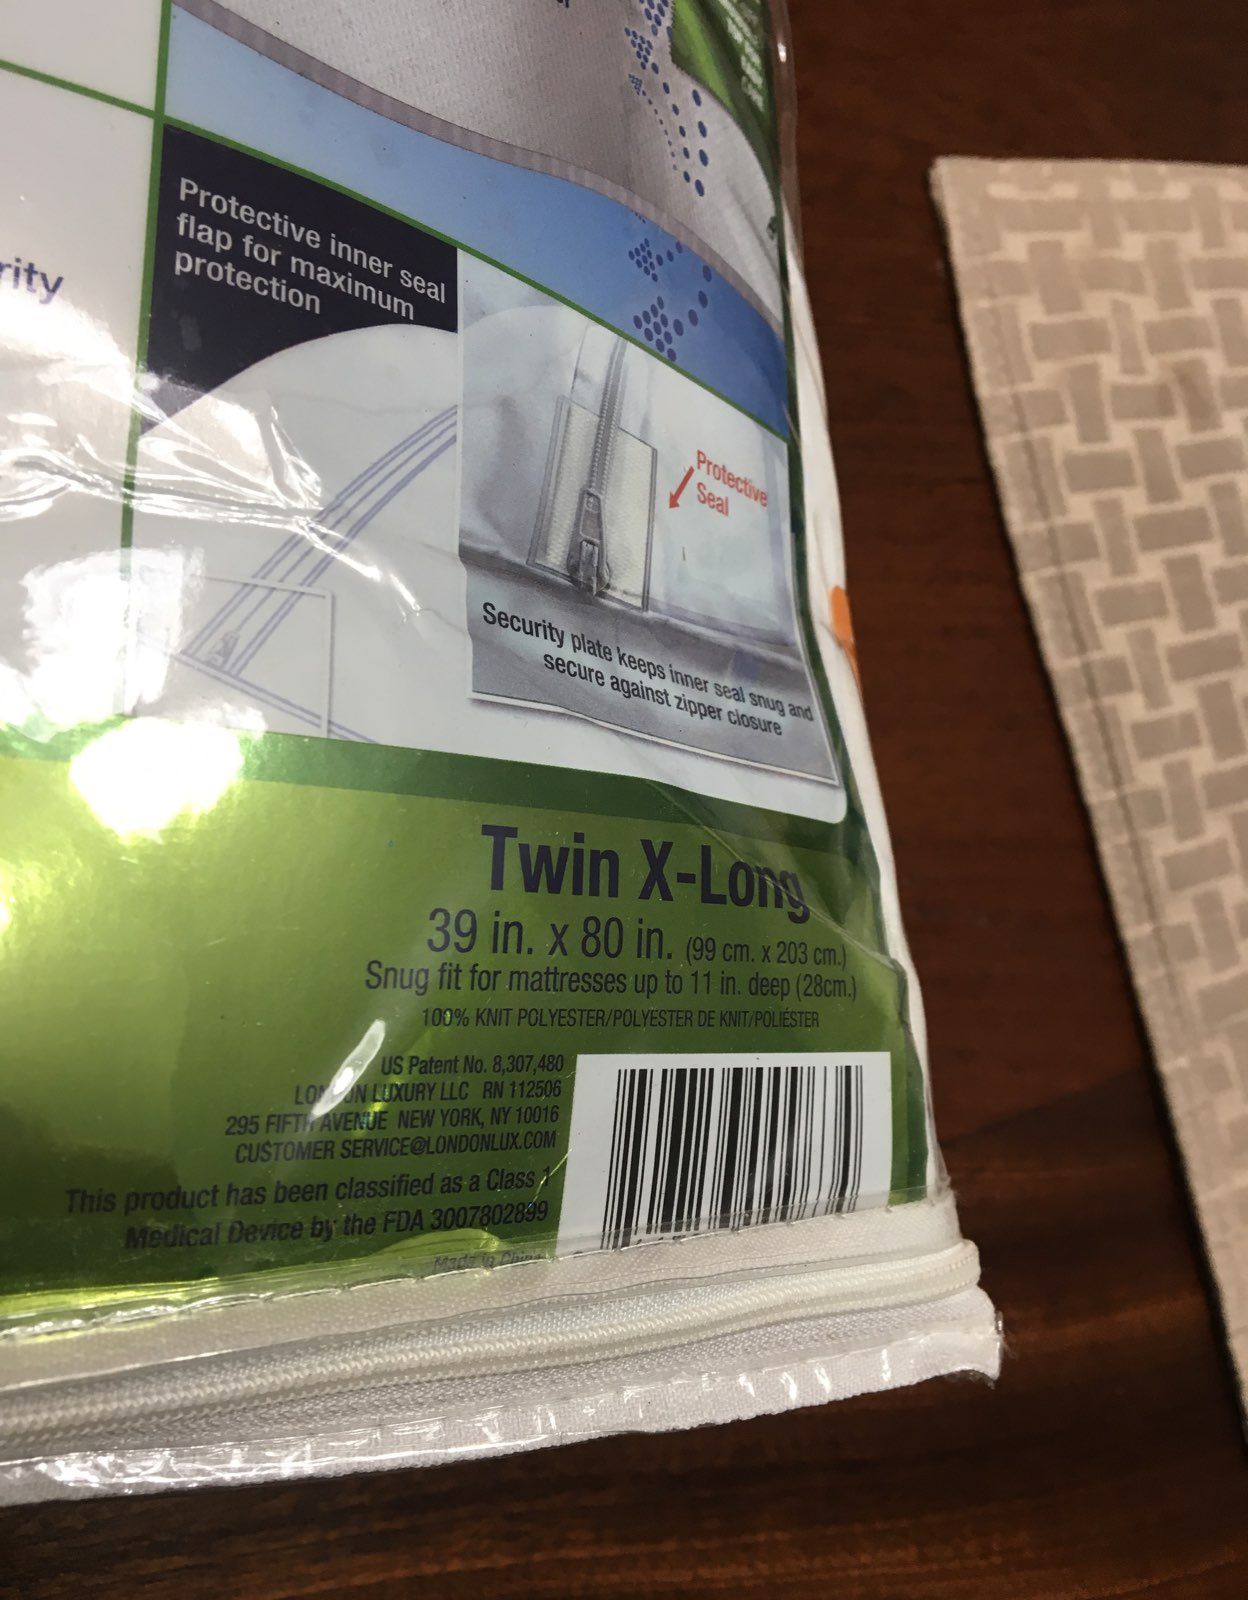 rity
Protective inner seal
flap for maximum
protection
Protective
Seal
Security plate keeps inner seal snug and
secure against zipper closure
Twin X-Long
39 in. x 80 in. (99 cm. x 203 cm.)
Snug fit for mattresses up to 11 in. deep (28cm.)
100% KNIT POLYESTER/POLYESTER DE KNIT/POLIÉSTER
US Patent No. 8,307,480
LONDON LUXURY LLC RN 112506
295 FIFTH AVENUE NEW YORK, NY 10016
CUSTOMER SERVICE@LONDONLUX.COM
This product has been classified as a Class 1
Medical Device by the FDA 3007802899
Made in China